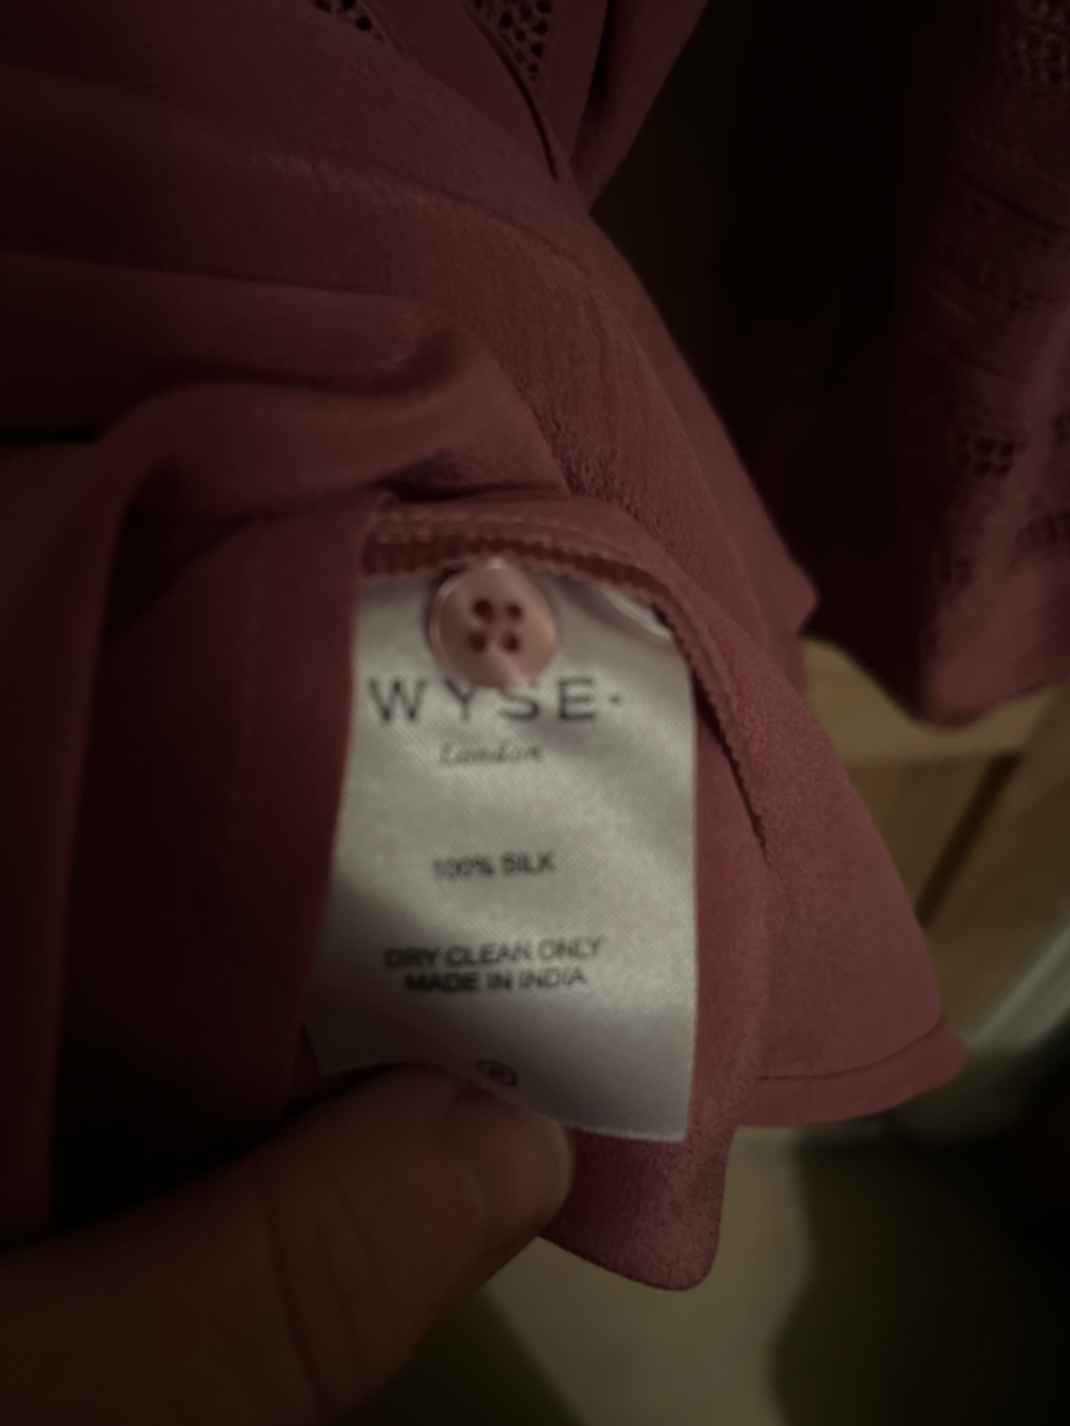 WYSE·
London
100% SILK
DRY CLEAN ONLY
MADE IN INDIA